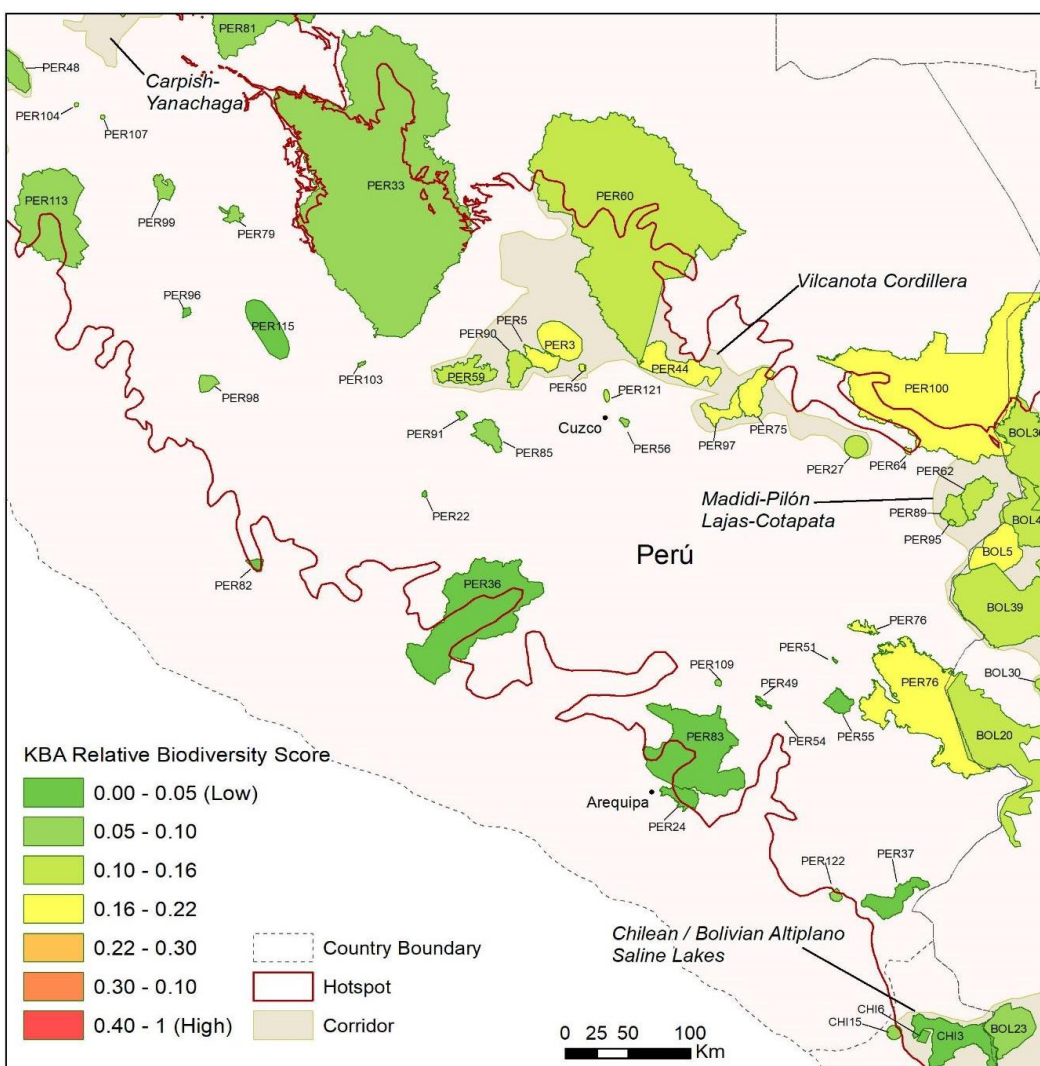 PER81
PER48
Carpish-
Yanachaga
PER104
PER107
PER33
PER60
PER113
PER99
PER79
Vilcanota Cordillera
PER96
PER115
PER5
PER90
PER3
PER103
PER59
PER44
PER50
PER100
PER98
PER121
PER91
Cuzco
PER85
PER56
PER97
PER75
PER27
PER64
PER62
PER22
Madidi-Pilón
Lajas-Cotapata
PER89
PER95
BOL5
Perú
PER82
PER36
BOL39
PER76
PER51
PER109
PER49
PER76
BOL30
PER83
PER54
PER55
BOL20
KBA Relative Biodiversity Score
0.00 - 0.05 (Low)
0.05 - 0.10
0.10 - 0.16
0.16 - 0.22
0.22 - 0.30
0.30 - 0.10
0.40 - 1 (High)
Arequipa
PER24
PER122
PER37
Country Boundary
Hotspot
Corridor
Chilean / Bolivian Altiplano
Saline Lakes
CHI6
CHI15
CHI3
BOL23
0 25 50 100
Km